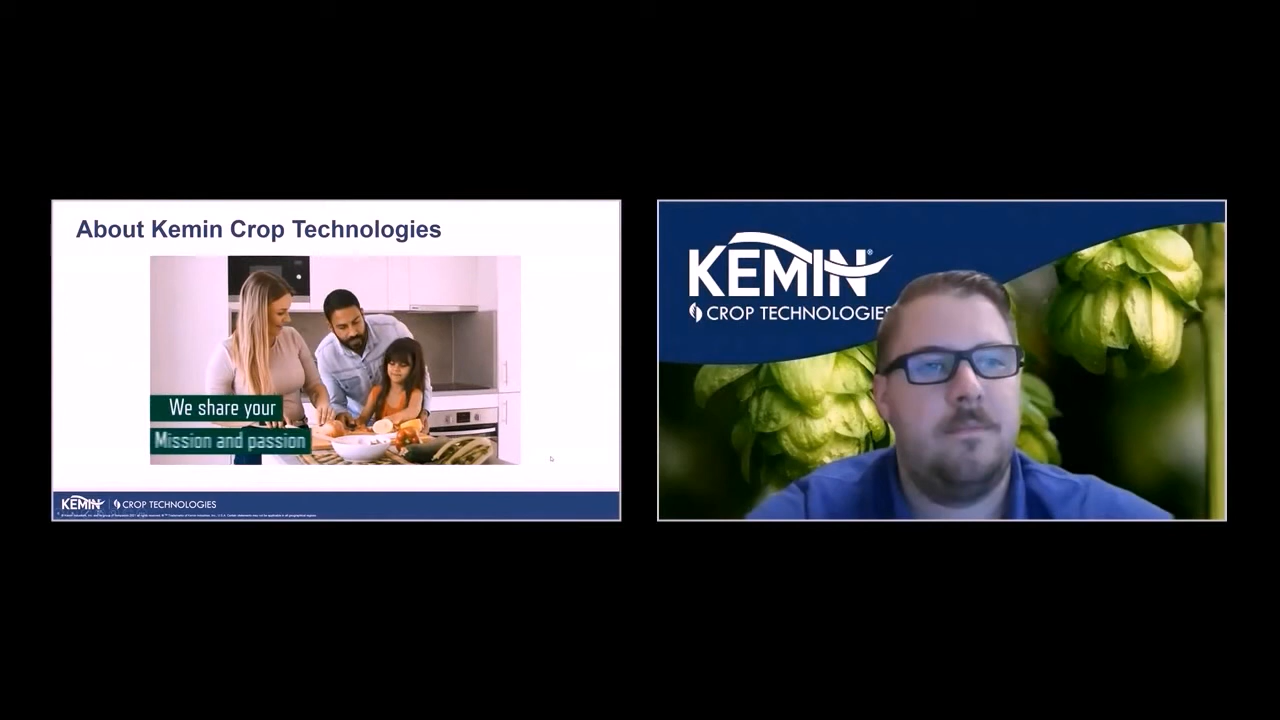 About Kemin Crop Technologies
We share your
Mission and passion
KEMIN CROP TECHNOLOGIES
KEMIN®
CROP TECHNOLOGIES